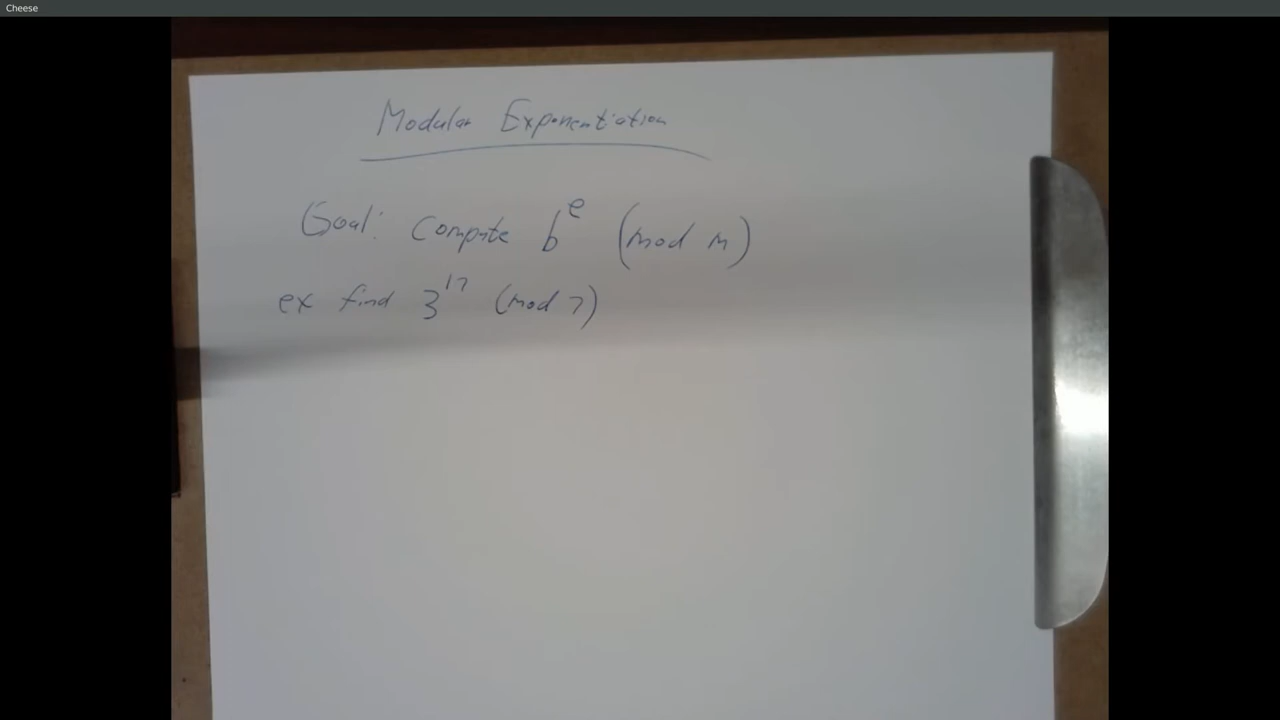 Cheese
Modular Exponentiation
Goal: Compute b^e (mod m)
ex find 3^17 (mod 7)